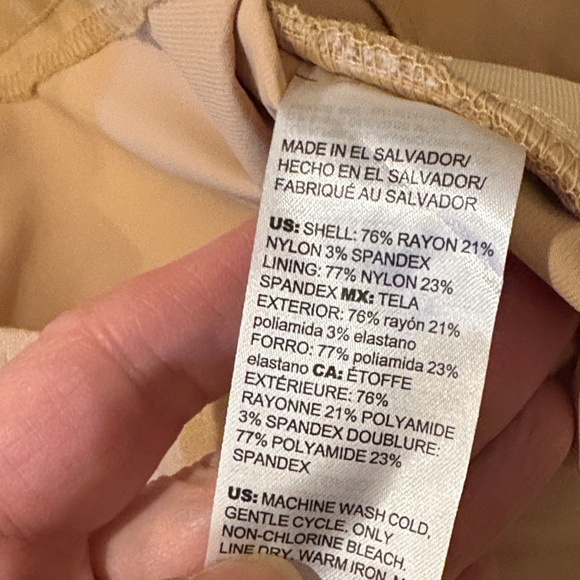 MADE IN EL SALVADOR/
HECHO EN EL SALVADOR/
FABRIQUÉ AU SALVADOR
US: SHELL: 76% RAYON 21%
NYLON 3% SPANDEX
LINING: 77% NYLON 23%
SPANDEX MX: TELA
EXTERIOR: 76% rayón 21%
poliamida 3% elastano
FORRO: 77% poliamida 23%
elastano CA: ÉTOFFE
EXTÉRIEURE: 76%
RAYONNE 21% POLYAMIDE
3% SPANDEX DOUBLURE:
77% POLYAMIDE 23%
SPANDEX
US: MACHINE WASH COLD,
GENTLE CYCLE. ONLY
NON-CHLORINE BLEACH.
LINE DRY. WARM IRON.